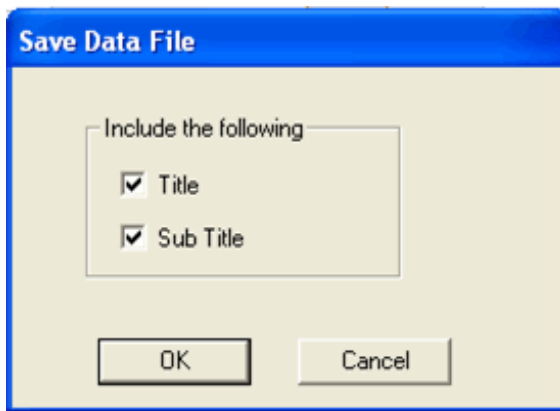 Save Data File
Include the following
Title
Sub Title
OK
Cancel